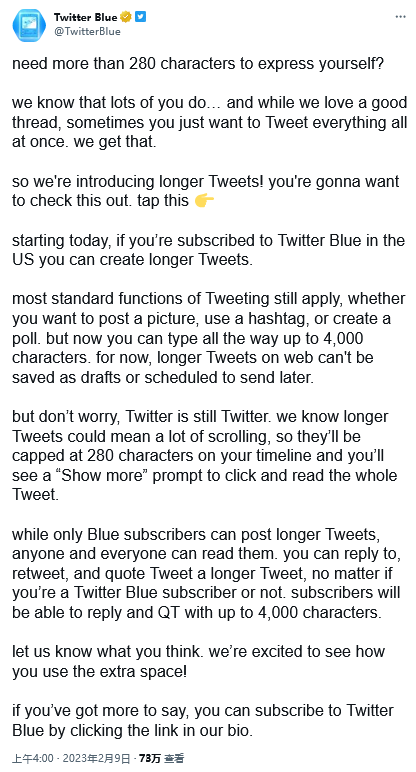 Twitter Blue
@TwitterBlue
need more than 280 characters to express yourself?
we know that lots of you do… and while we love a good
thread, sometimes you just want to Tweet everything all
at once. we get that.
so we're introducing longer Tweets! you're gonna want
to check this out. tap this 👉
starting today, if you’re subscribed to Twitter Blue in the
US you can create longer Tweets.
most standard functions of Tweeting still apply, whether
you want to post a picture, use a hashtag, or create a
poll. but now you can type all the way up to 4,000
characters. for now, longer Tweets on web can't be
saved as drafts or scheduled to send later.
but don’t worry, Twitter is still Twitter. we know longer
Tweets could mean a lot of scrolling, so they’ll be
capped at 280 characters on your timeline and you’ll
see a “Show more” prompt to click and read the whole
Tweet.
while only Blue subscribers can post longer Tweets,
anyone and everyone can read them. you can reply to,
retweet, and quote Tweet a longer Tweet, no matter if
you’re a Twitter Blue subscriber or not. subscribers will
be able to reply and QT with up to 4,000 characters.
let us know what you think. we’re excited to see how
you use the extra space!
if you’ve got more to say, you can subscribe to Twitter
Blue by clicking the link in our bio.
上午4:00 · 2023年2月9日 · 73万 查看